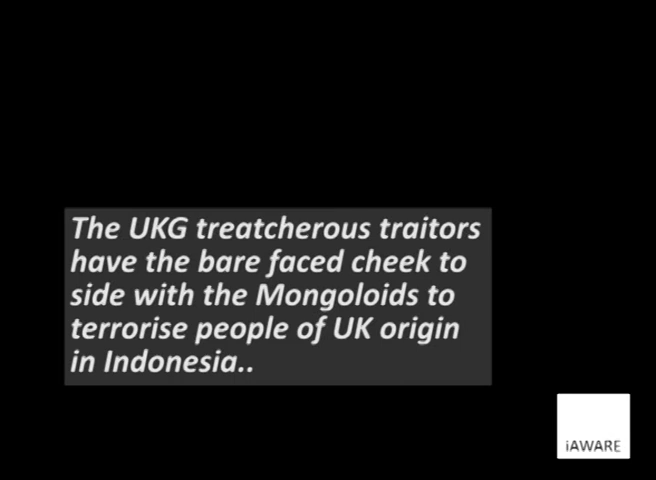 The UKG treatcherous traitors
have the bare faced cheek to
side with the Mongoloids to
terrorise people of UK origin
in Indonesia..
iAWARE